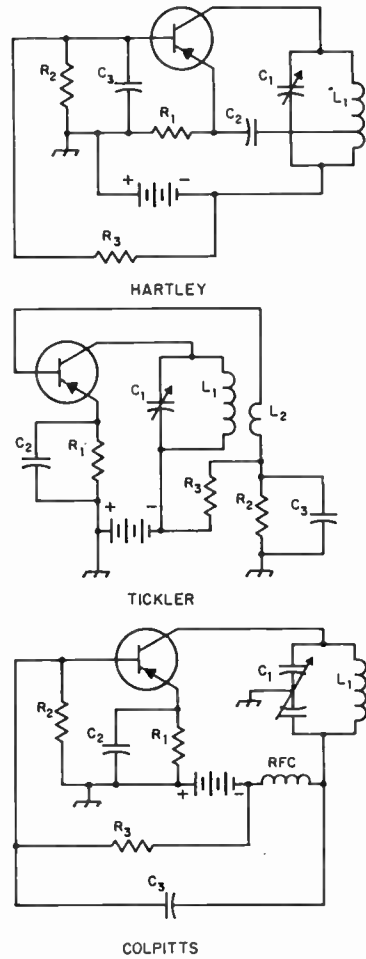 R2
C3
R1
C2
C1
L1
+ -
R3
HARTLEY
C1
L1
L2
C2
R1
R3
R2
C3
+ -
TICKLER
C1
L1
R2
C2
R1
RFC
+ -
R3
C3
COLPITTS